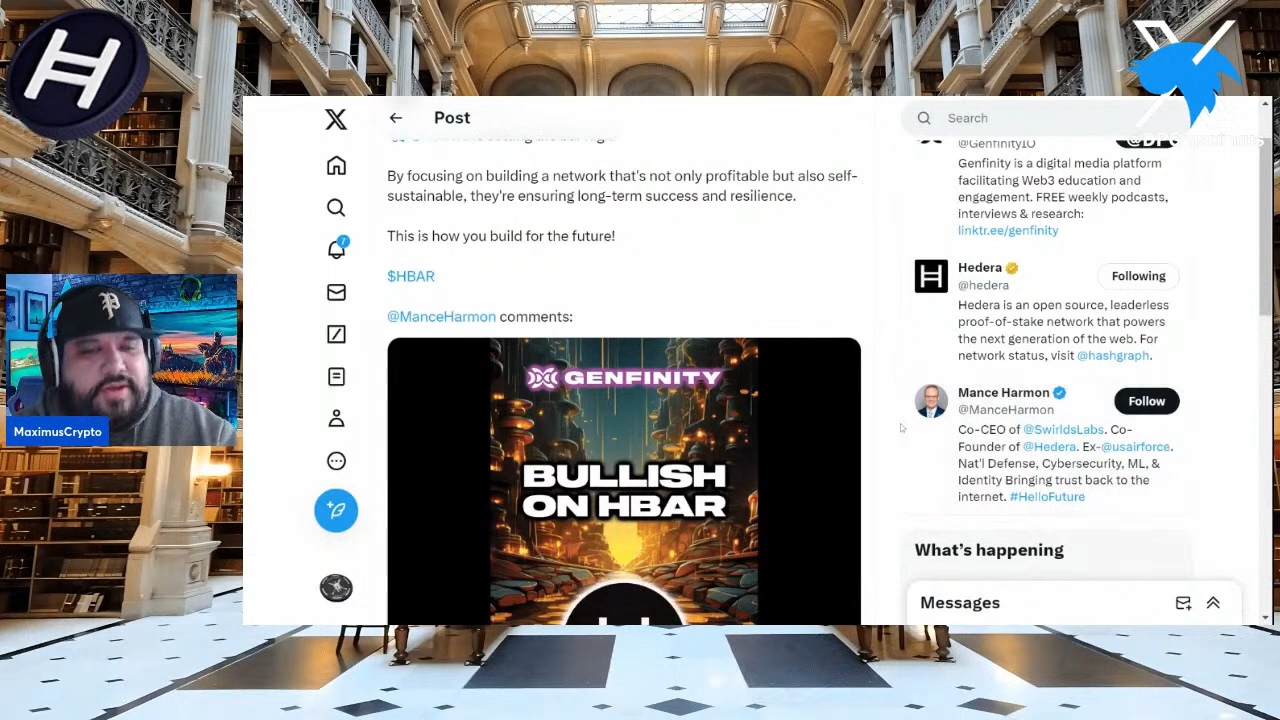 Post
Search
@GenfinityIO
Genfinity is a digital media platform
facilitating Web3 education and
engagement. FREE weekly podcasts,
interviews & research:
linktr.ee/genfinity
By focusing on building a network that's not only profitable but also self-
sustainable, they're ensuring long-term success and resilience.
This is how you build for the future!
$HBAR
@ManceHarmon comments:
GENFINITY
BULLISH
ON HBAR
7
Hedera
@hedera
Following
Hedera is an open source, leaderless
proof-of-stake network that powers
the next generation of the web. For
network status, visit @hashgraph.
Mance Harmon
@ManceHarmon
Follow
Co-CEO of @SwirldsLabs. Co-
Founder of @Hedera. Ex-@usairforce.
Nat'l Defense, Cybersecurity, ML, &
Identity Bringing trust back to the
internet. #HelloFuture
What's happening
Messages
MaximusCrypto